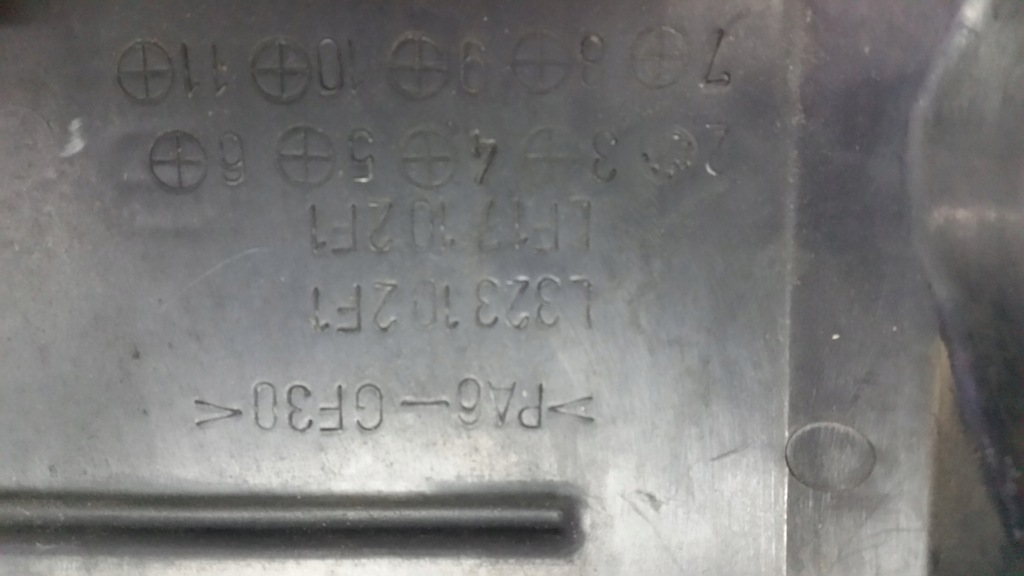 >PA6-GF30<
L323 102F1
LF17 102F1
2 3 4 5 6
7 8 9 10 11